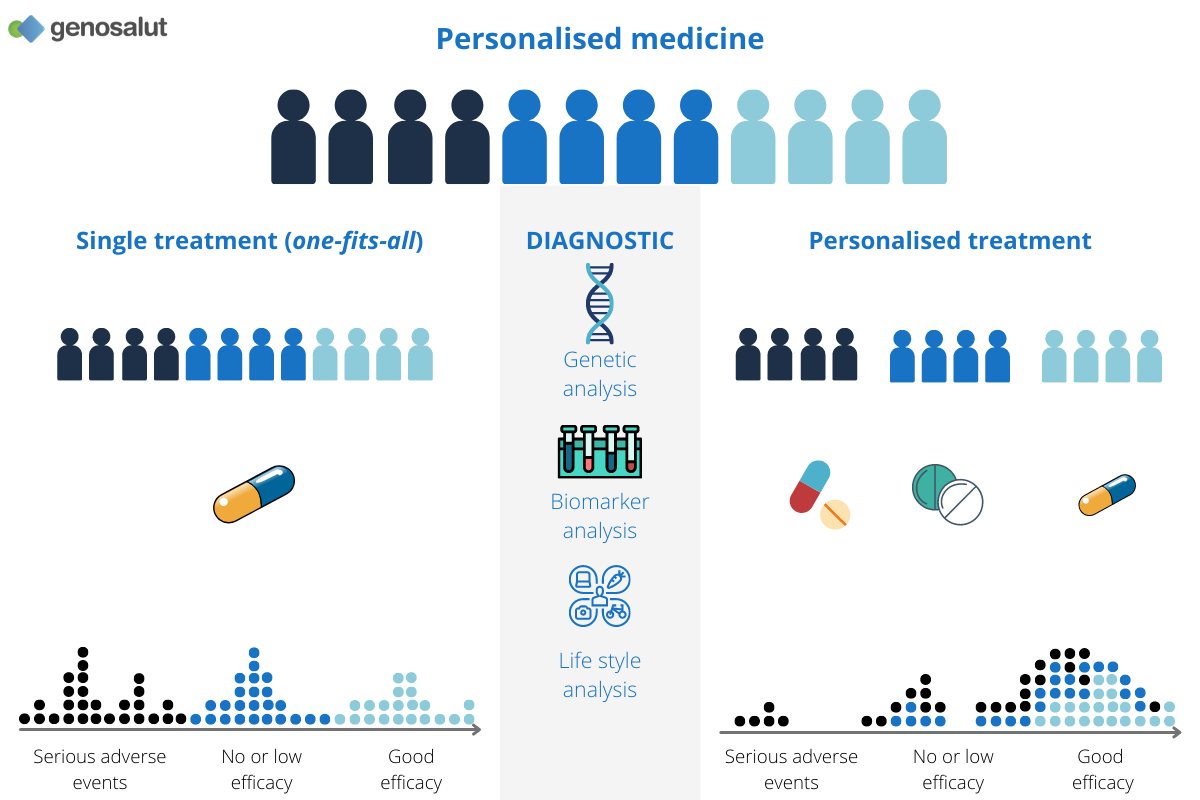 genosalut
Personalised medicine
Single treatment (one-fits-all)
DIAGNOSTIC
Personalised treatment
Genetic
analysis
Biomarker
analysis
Life style
analysis
Serious adverse
events
No or low
efficacy
Good
efficacy
Serious adverse
events
No or low
efficacy
Good
efficacy